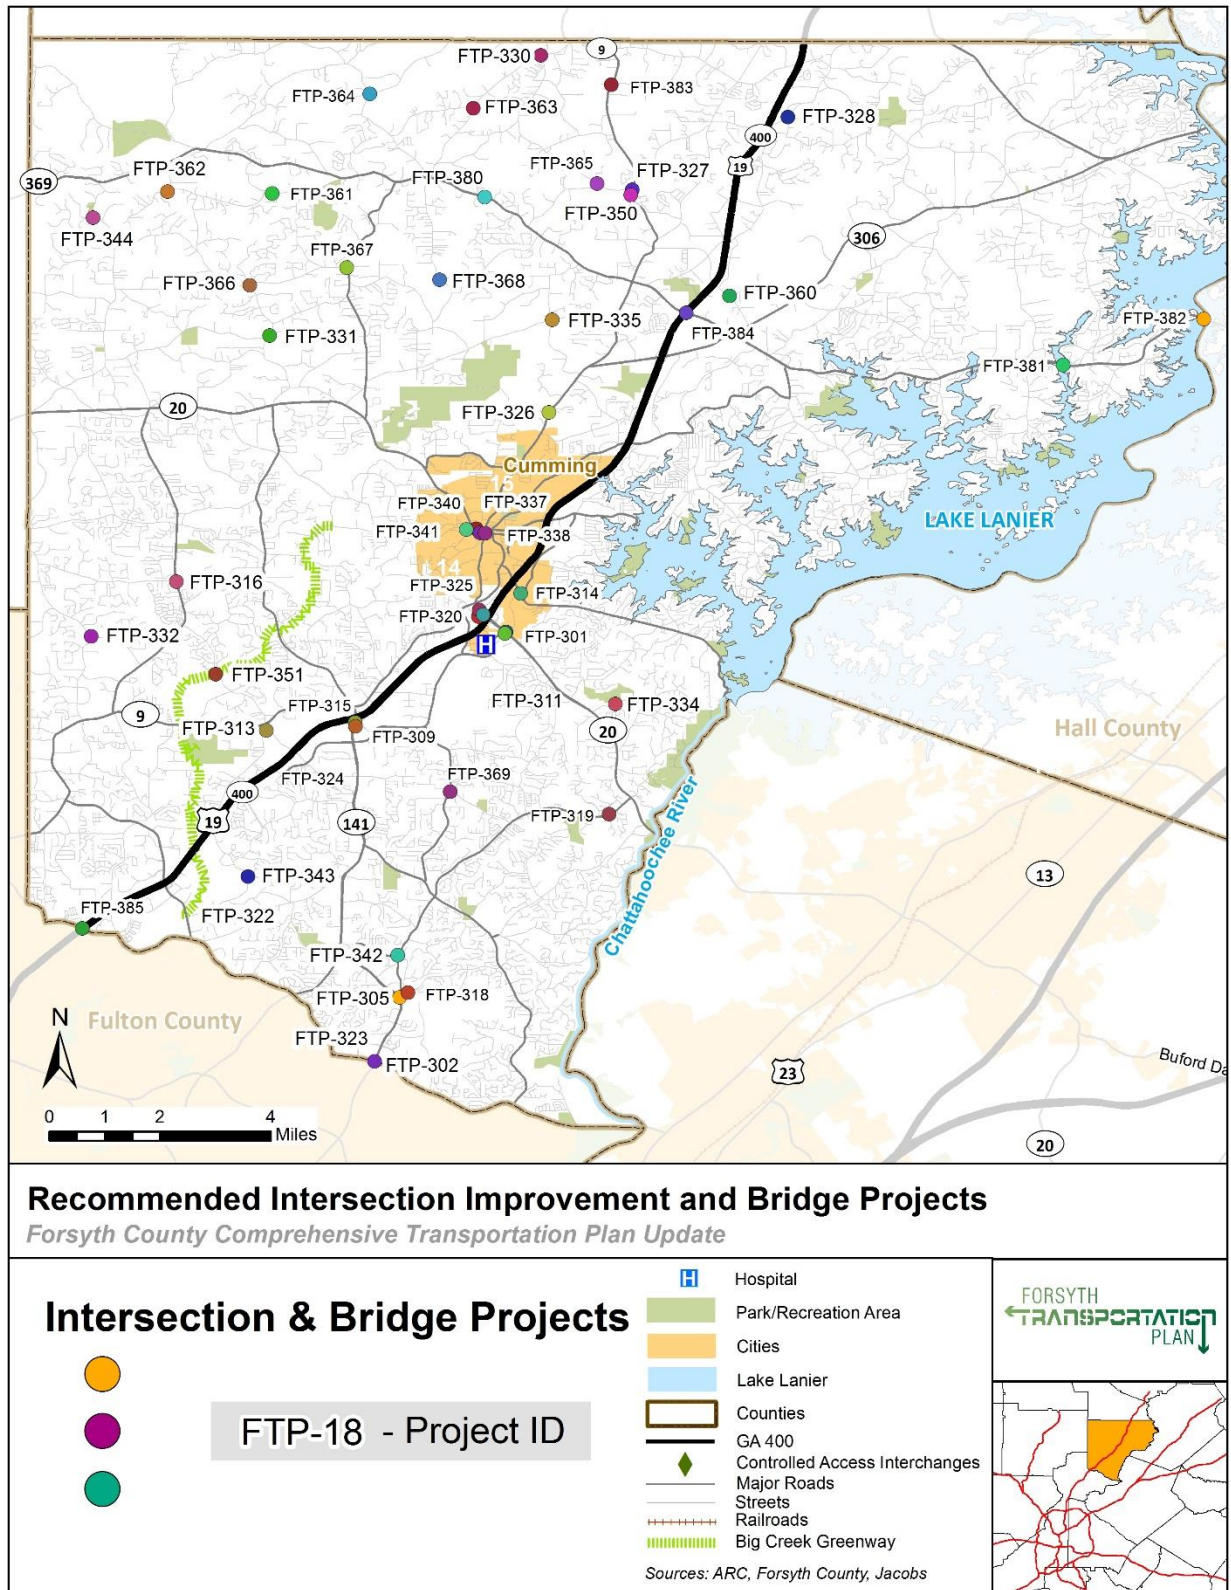 FTP-330
9
FTP-364
FTP-363
FTP-383
FTP-328
400
19
369
FTP-362
FTP-361
FTP-380
FTP-365
FTP-327
FTP-350
FTP-344
306
FTP-367
FTP-366
FTP-368
FTP-360
FTP-335
FTP-384
FTP-382
FTP-331
FTP-381
20
FTP-326
Cumming
15
FTP-340
FTP-337
FTP-341
FTP-338
LAKE LANIER
14
FTP-316
FTP-325
FTP-314
FTP-320
FTP-332
FTP-301
H
FTP-351
FTP-311
FTP-334
9
FTP-315
FTP-313
FTP-309
20
Hall County
FTP-324
FTP-369
400
19
141
FTP-319
Chattahoochee River
FTP-343
13
FTP-385
FTP-322
FTP-342
FTP-305
FTP-318
N
Fulton County
FTP-323
FTP-302
23
Buford Da
0 1 2 4
Miles
20
Recommended Intersection Improvement and Bridge Projects
Forsyth County Comprehensive Transportation Plan Update
Intersection & Bridge Projects
FTP-18 - Project ID
H Hospital
Park/Recreation Area
Cities
Lake Lanier
Counties
GA 400
Controlled Access Interchanges
Major Roads
Streets
Railroads
Big Creek Greenway
Sources: ARC, Forsyth County, Jacobs
FORSYTH
TRANSPORTATION
PLAN